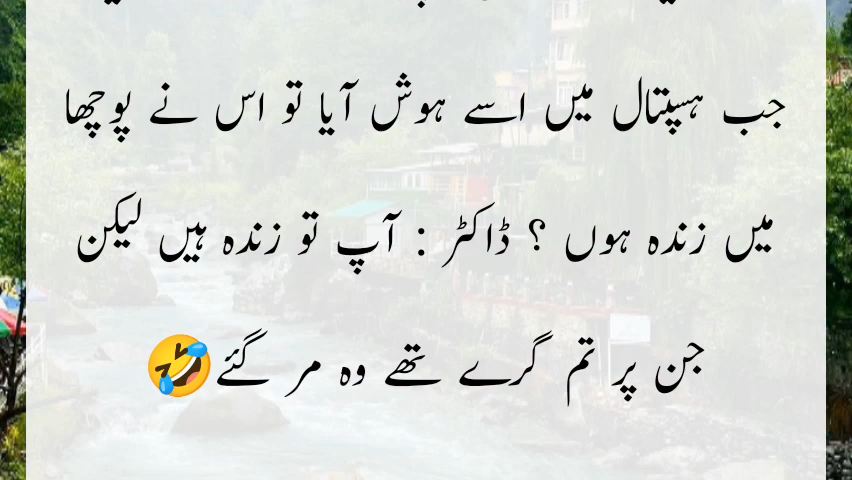 جب ہسپتال میں اسے ہوش آیا تو اس نے پوچھا
میں زندہ ہوں ؟ ڈاکٹر : آپ تو زندہ ہیں لیکن
جن پر تم گرے تھے وہ مر گئے🤣